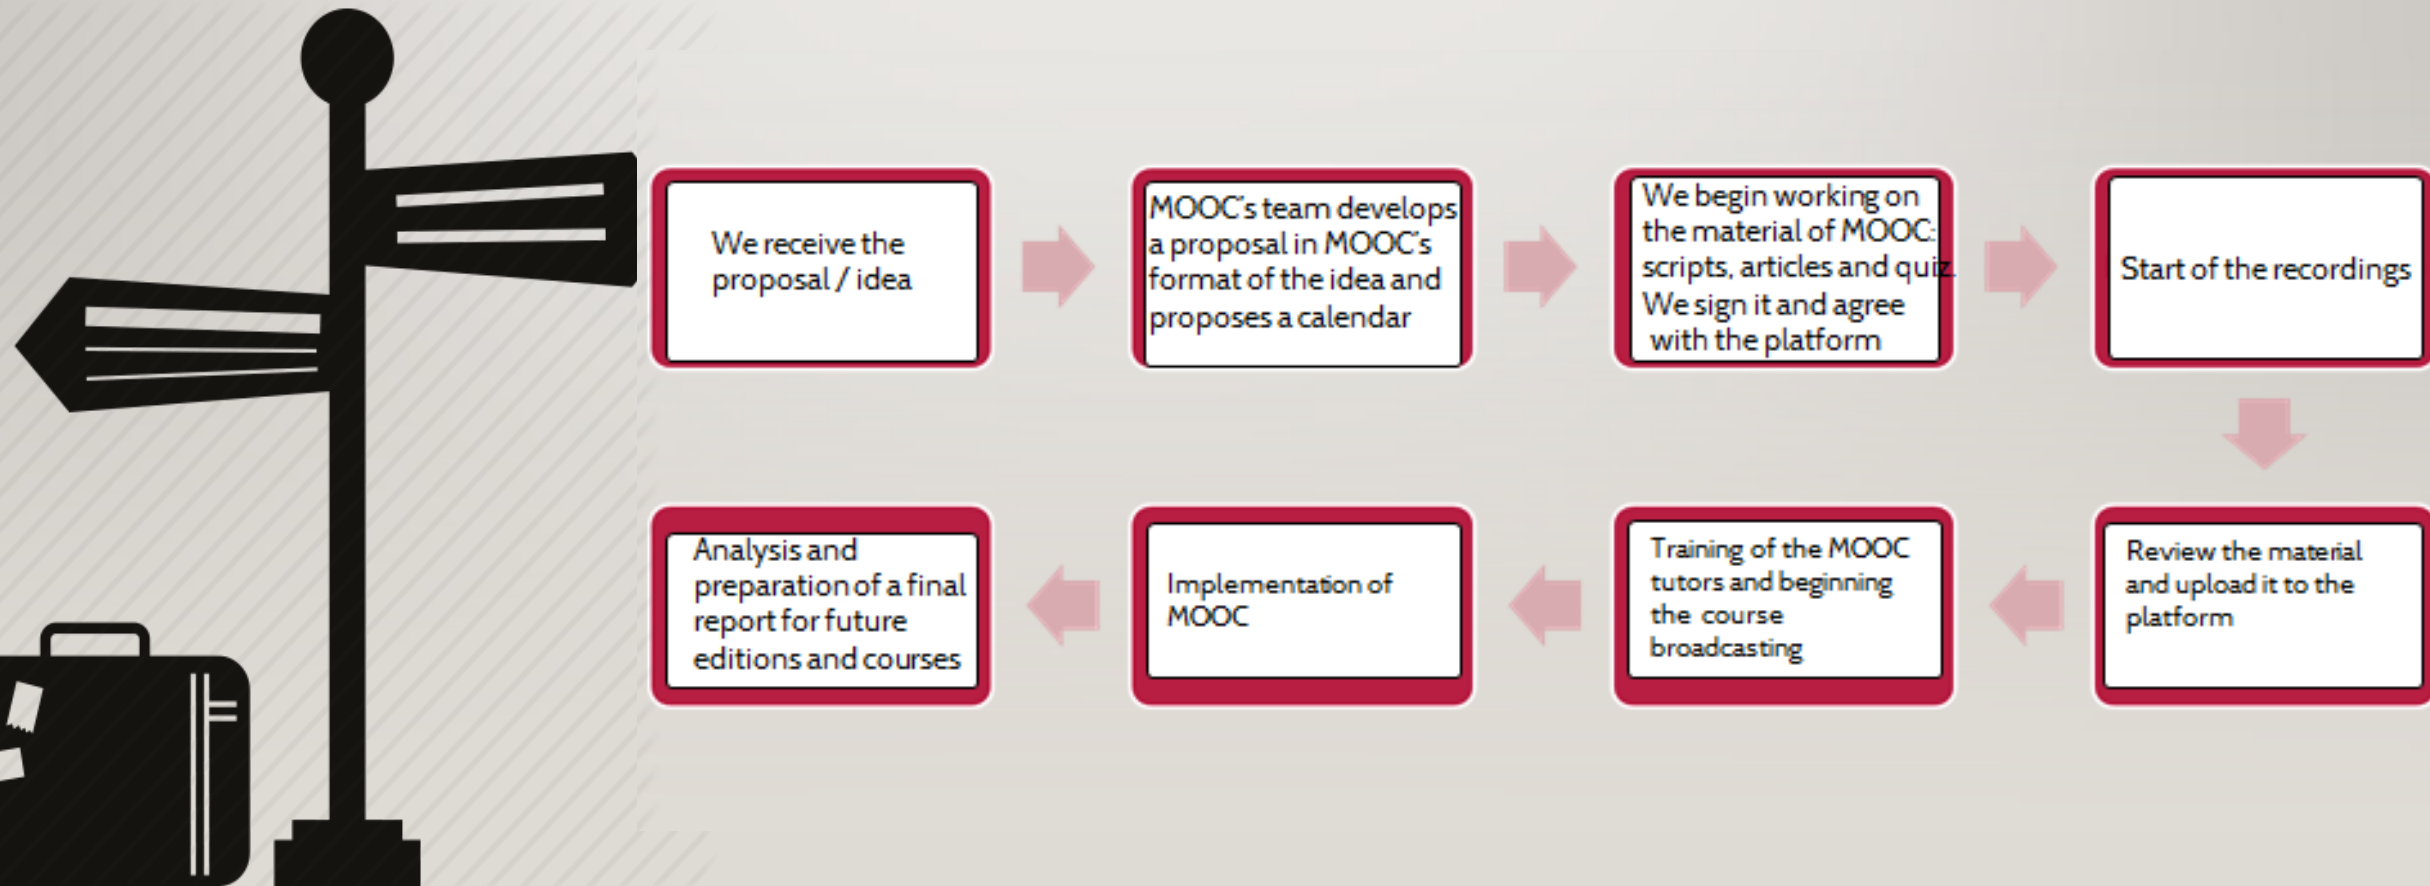 We receive the
proposal / idea
MOOC's team develops
a proposal in MOOC's
format of the idea and
proposes a calendar
We begin working on
the material of MOOC:
scripts, articles and quiz.
We sign it and agree
with the platform
Start of the recordings
Review the material
and upload it to the
platform
Training of the MOOC
tutors and beginning
the course
broadcasting
Implementation of
MOOC
Analysis and
preparation of a final
report for future
editions and courses